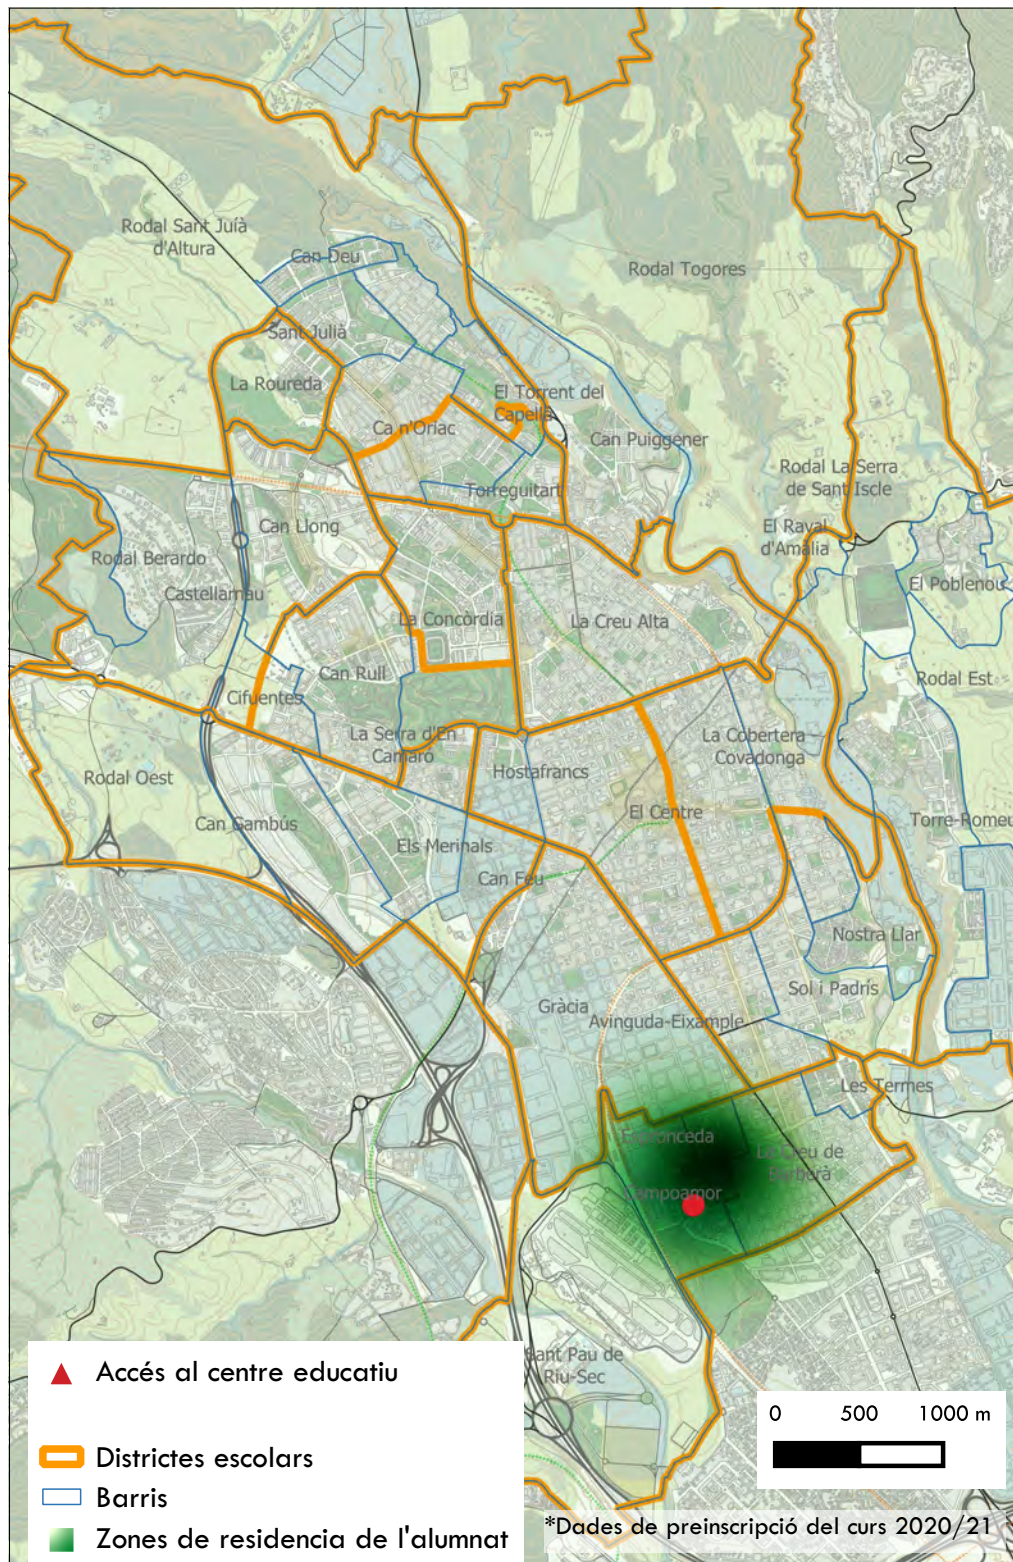 Rodal Sant Juíà
d'Altura
Can Deu
Rodal Togores
Sant Julià
La Roureda
El Torrent del
Capellà
Ca n'Oriac
Can Puiggener
Rodal La Serra
de Sant Iscle
Torreguitart
Can Llong
El Raval
d'Amàlia
Rodal Berardo
El Poblenou
Castellarnau
La Concòrdia
La Creu Alta
Can Rull
Rodal Est
Cifuentes
La Serra d'En
Camaró
La Cobertera
Covadonga
Hostafrancs
Rodal Oest
El Centre
Can Gambús
Torre-Romeu
Els Merinals
Can Feu
Nostra Llar
Sol i Padrís
Gràcia
Avinguda-Eixample
Les Termes
Espronceda
La Creu de
Barberà
Campoamor
Sant Pau de
Riu-Sec
Accés al centre educatiu
Districtes escolars
Barris
Zones de residencia de l'alumnat
0 500 1000 m
*Dades de preinscripció del curs 2020/21